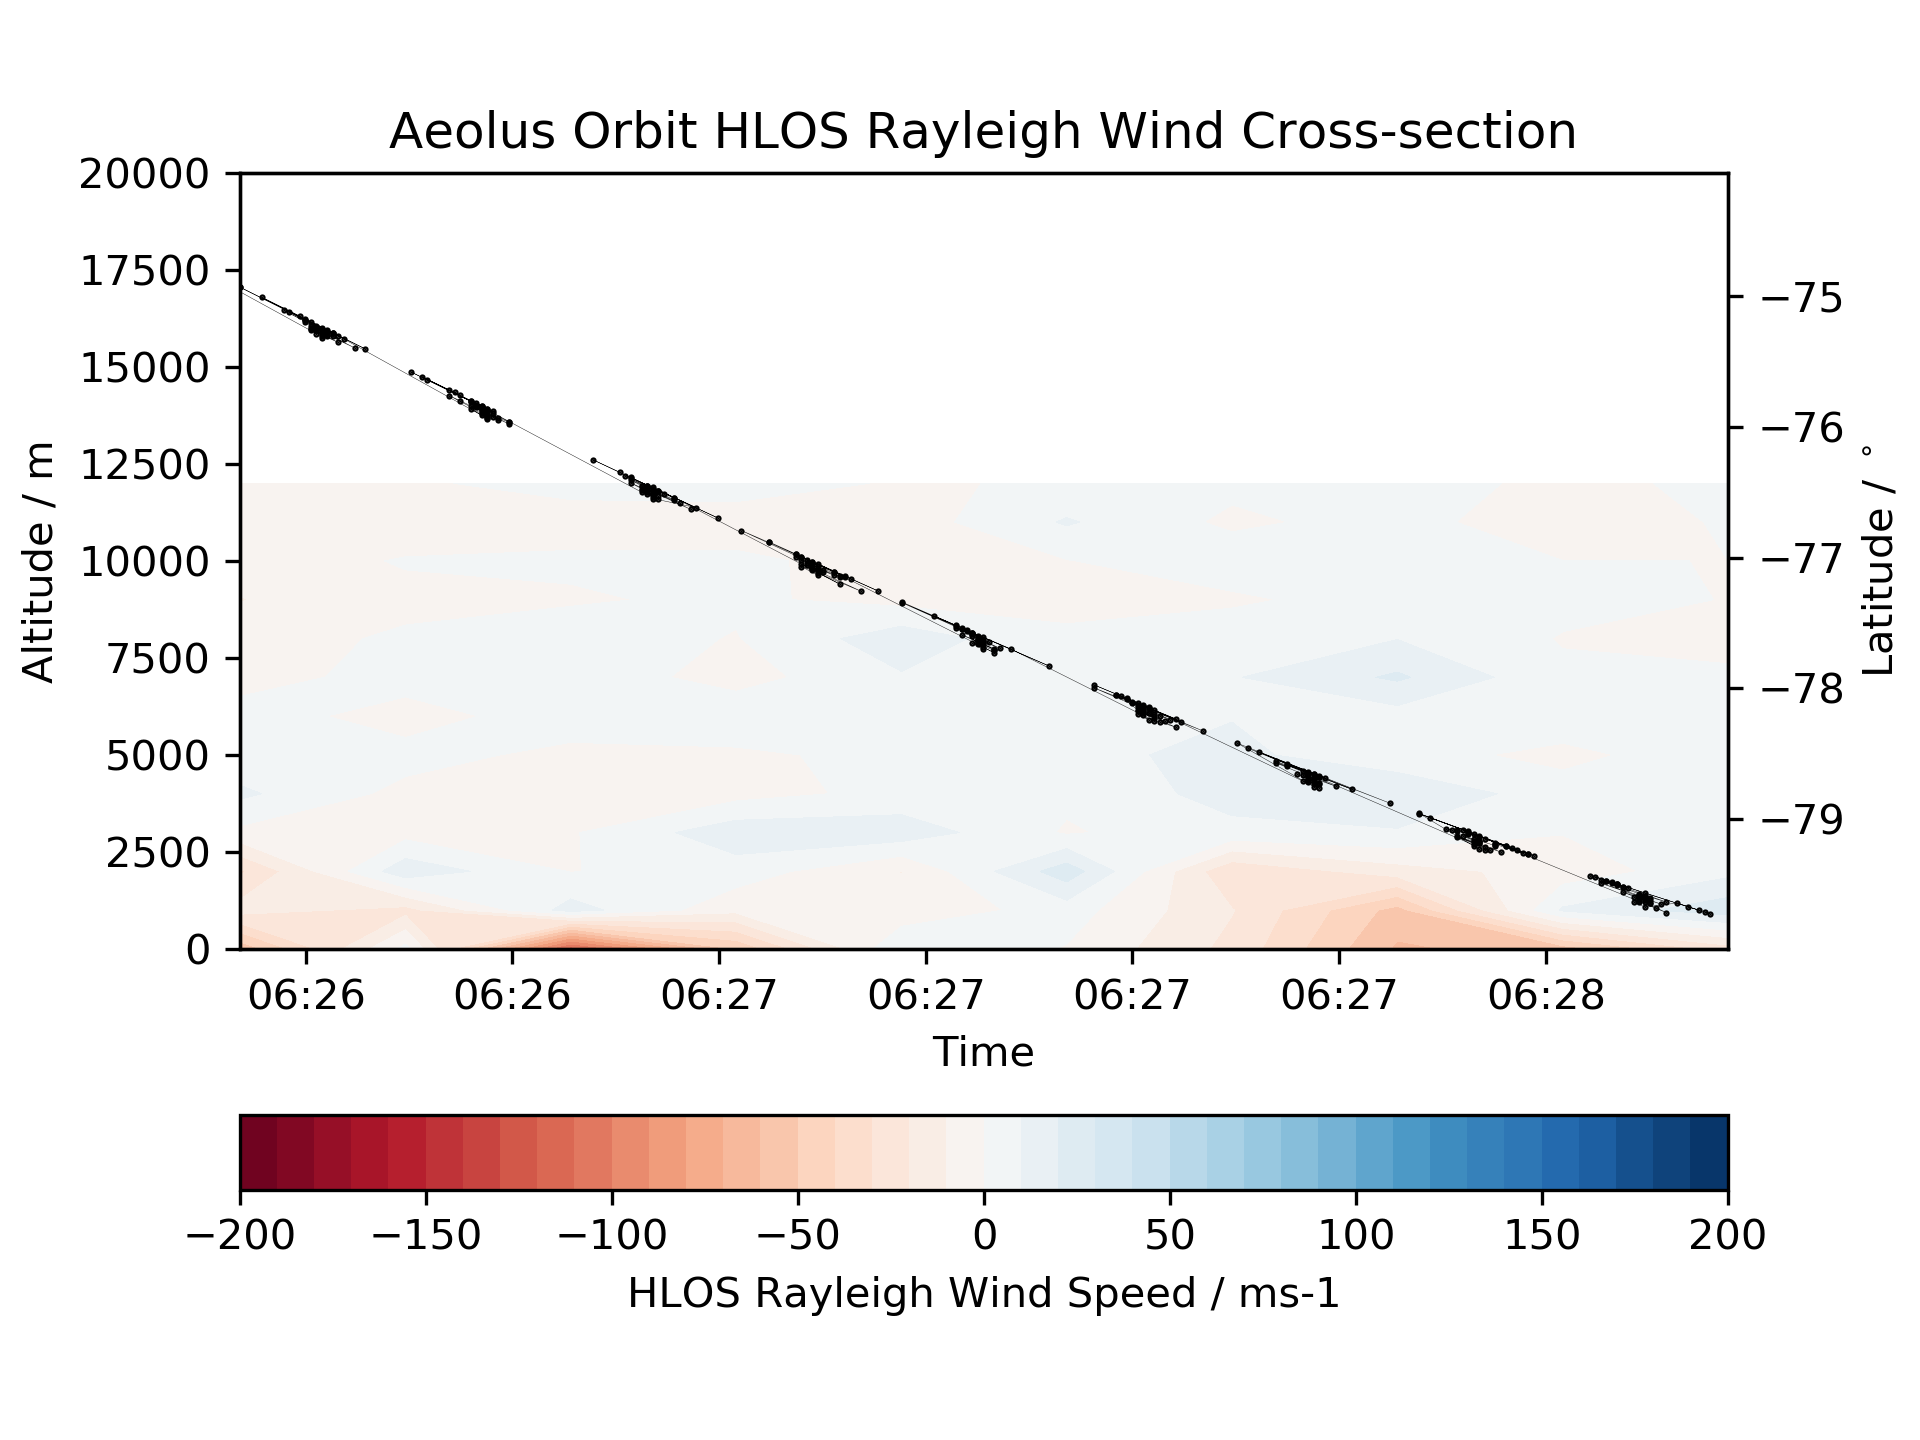 Aeolus Orbit HLOS Rayleigh Wind Cross-section
20000
17500
15000
12500
10000
7500
5000
2500
0
Altitude / m
−75
−76
−77
−78
−79
Latitude / °
06:26 06:26 06:27 06:27 06:27 06:27 06:28
Time
−200 −150 −100 −50 0 50 100 150 200
HLOS Rayleigh Wind Speed / ms-1